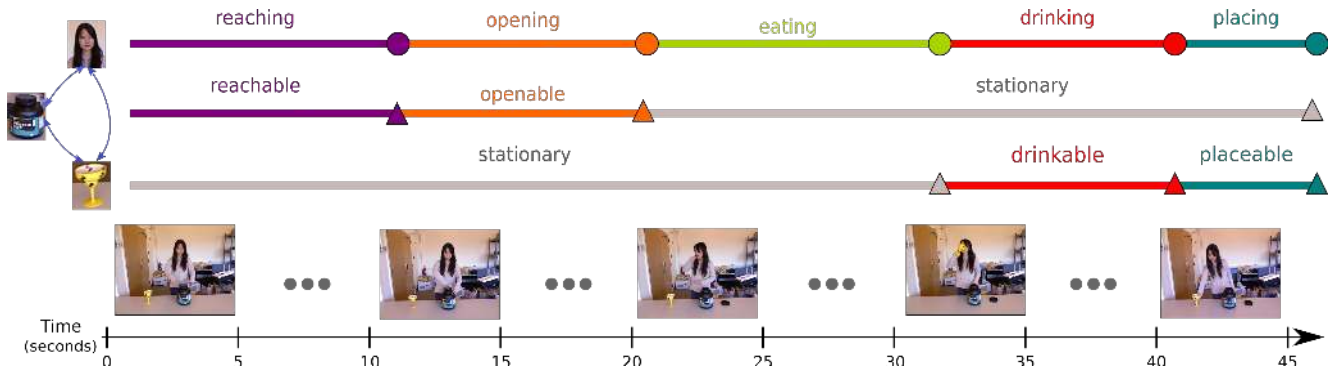 reaching opening eating drinking placing
reachable openable stationary
stationary drinkable placeable
Time
(seconds)
0 5 10 15 20 25 30 35 40 45